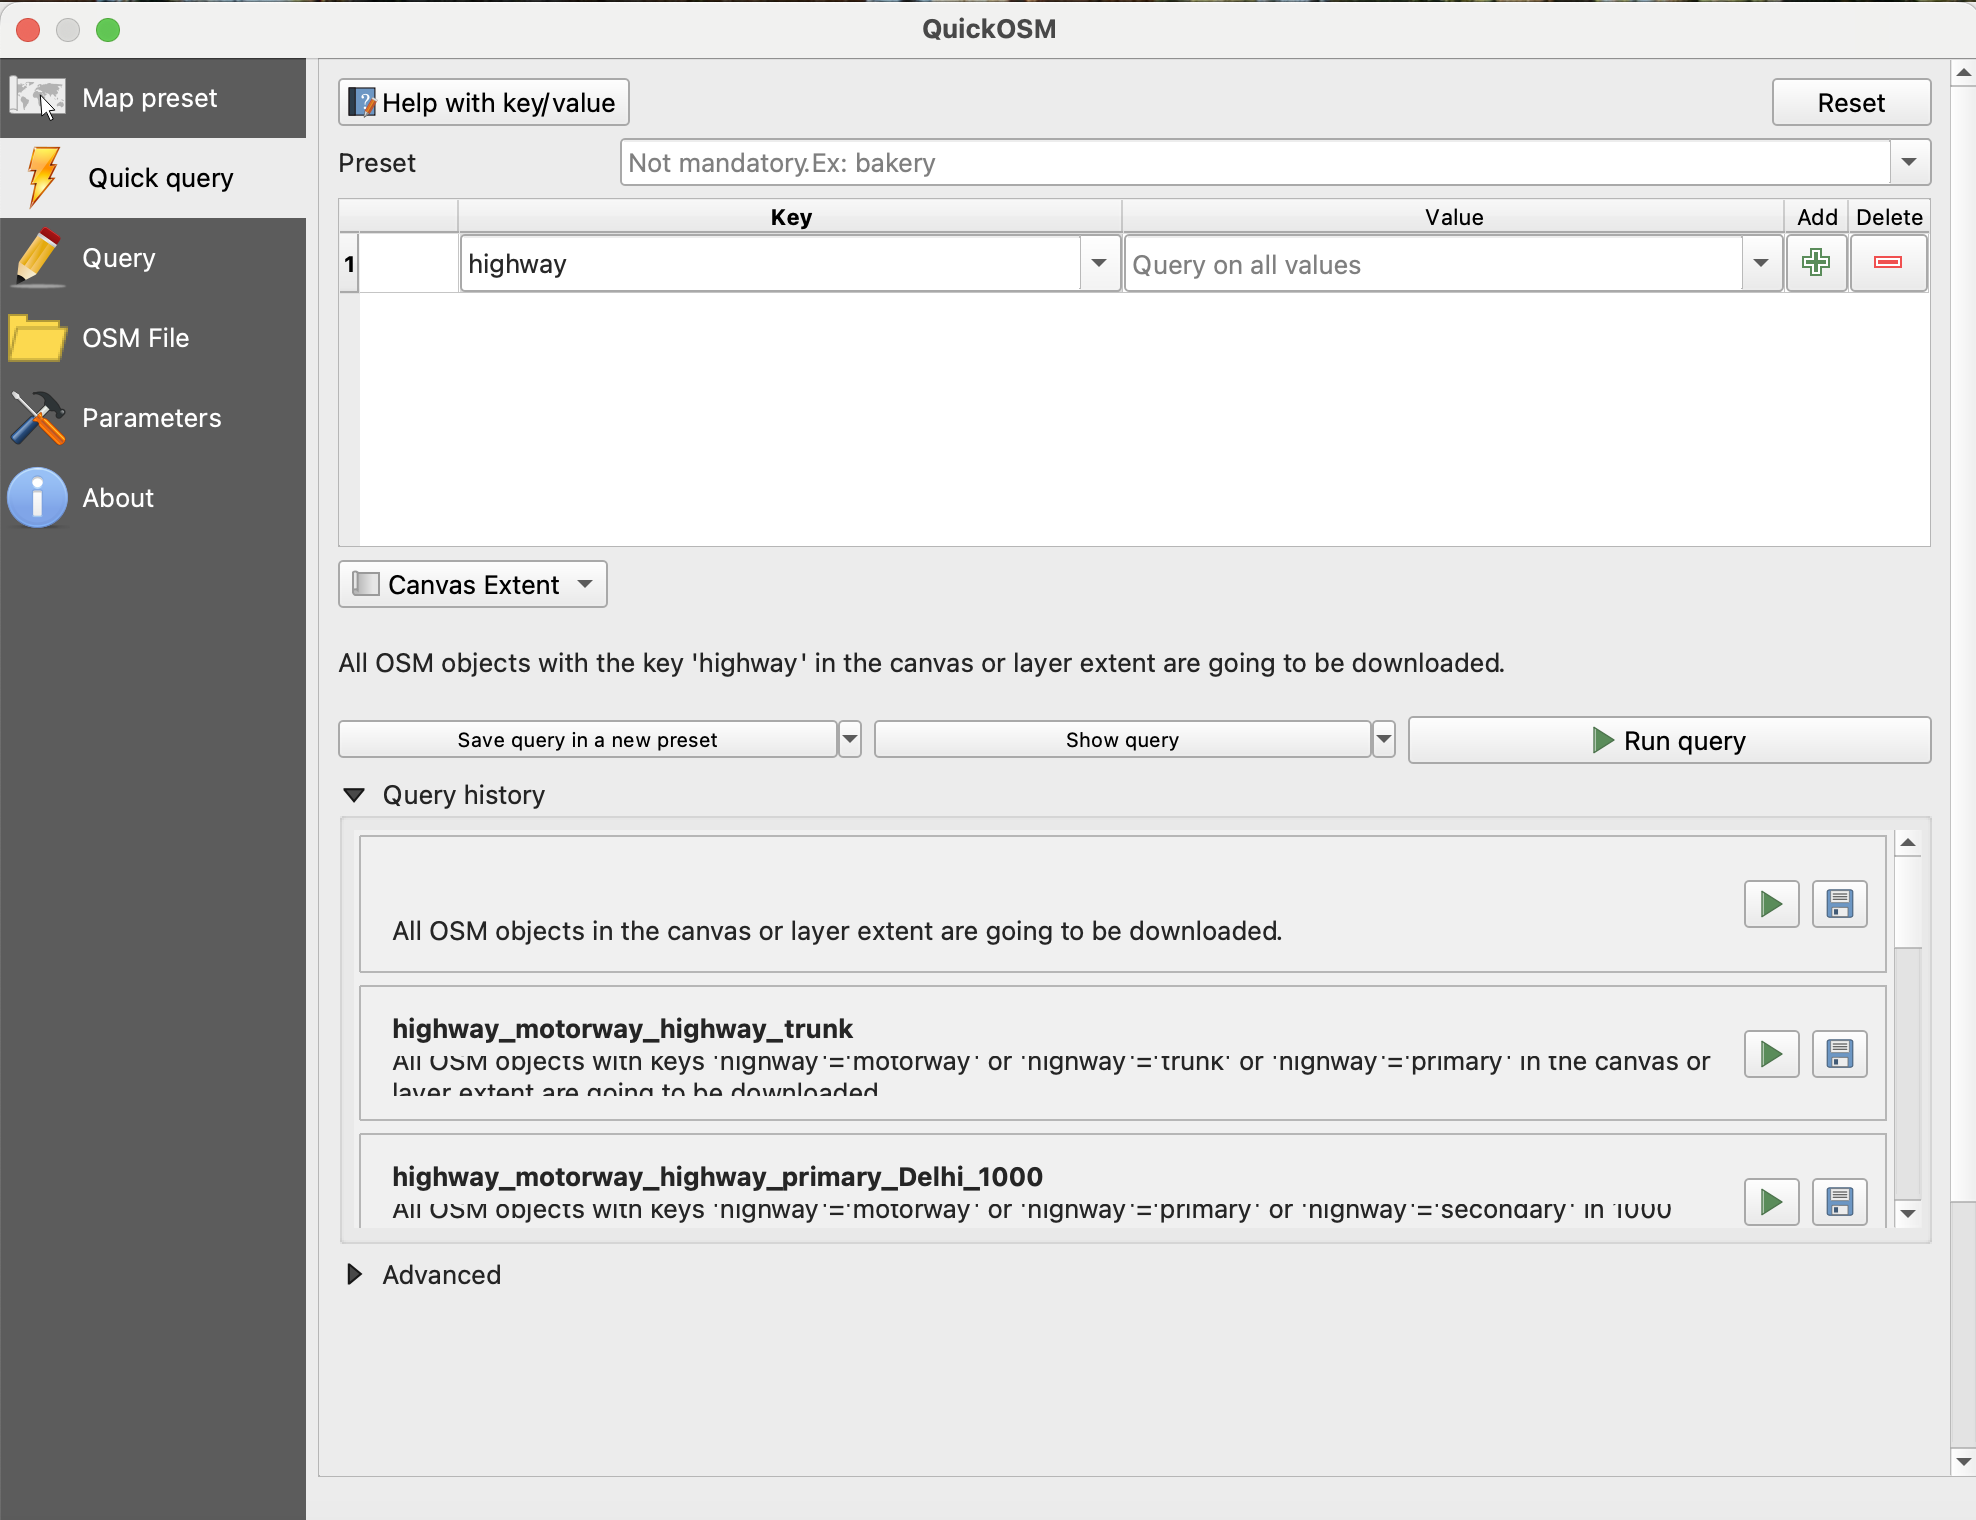 QuickOSM
Map preset
Quick query
Query
OSM File
Parameters
About
Help with key/value
Reset
Preset
Not mandatory.Ex: bakery
Key Value Add Delete
1 highway Query on all values
Canvas Extent
All OSM objects with the key 'highway' in the canvas or layer extent are going to be downloaded.
Save query in a new preset
Show query
Run query
Query history
All OSM objects in the canvas or layer extent are going to be downloaded.
highway_motorway_highway_trunk
All OSM objects with keys 'highway'='motorway' or 'highway'='trunk' or 'highway'='primary' in the canvas or
layer extent are going to be downloaded
highway_motorway_highway_primary_Delhi_1000
All OSM objects with keys 'highway'='motorway' or 'highway'='primary' or 'highway'='secondary' in 1000
Advanced